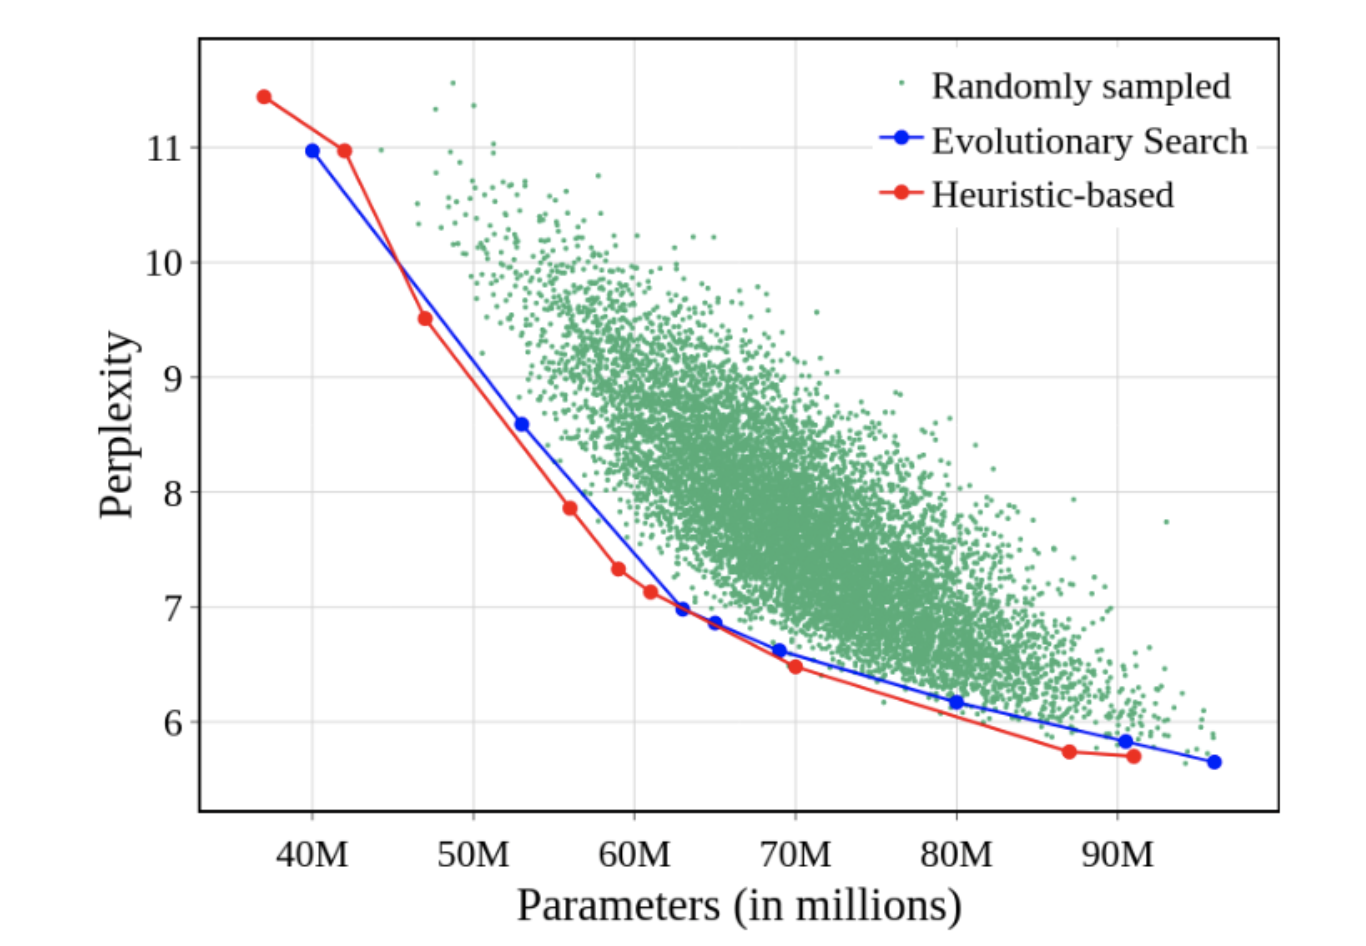 Randomly sampled
Evolutionary Search
Heuristic-based
11
10
9
8
7
6
Perplexity
40M 50M 60M 70M 80M 90M
Parameters (in millions)